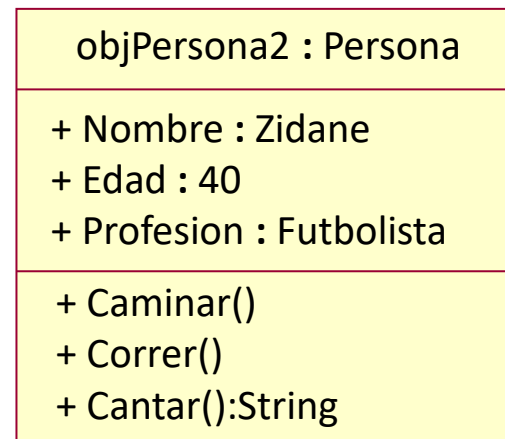 objPersona2 : Persona
+ Nombre : Zidane
+ Edad : 40
+ Profesion : Futbolista
+ Caminar()
+ Correr()
+ Cantar():String